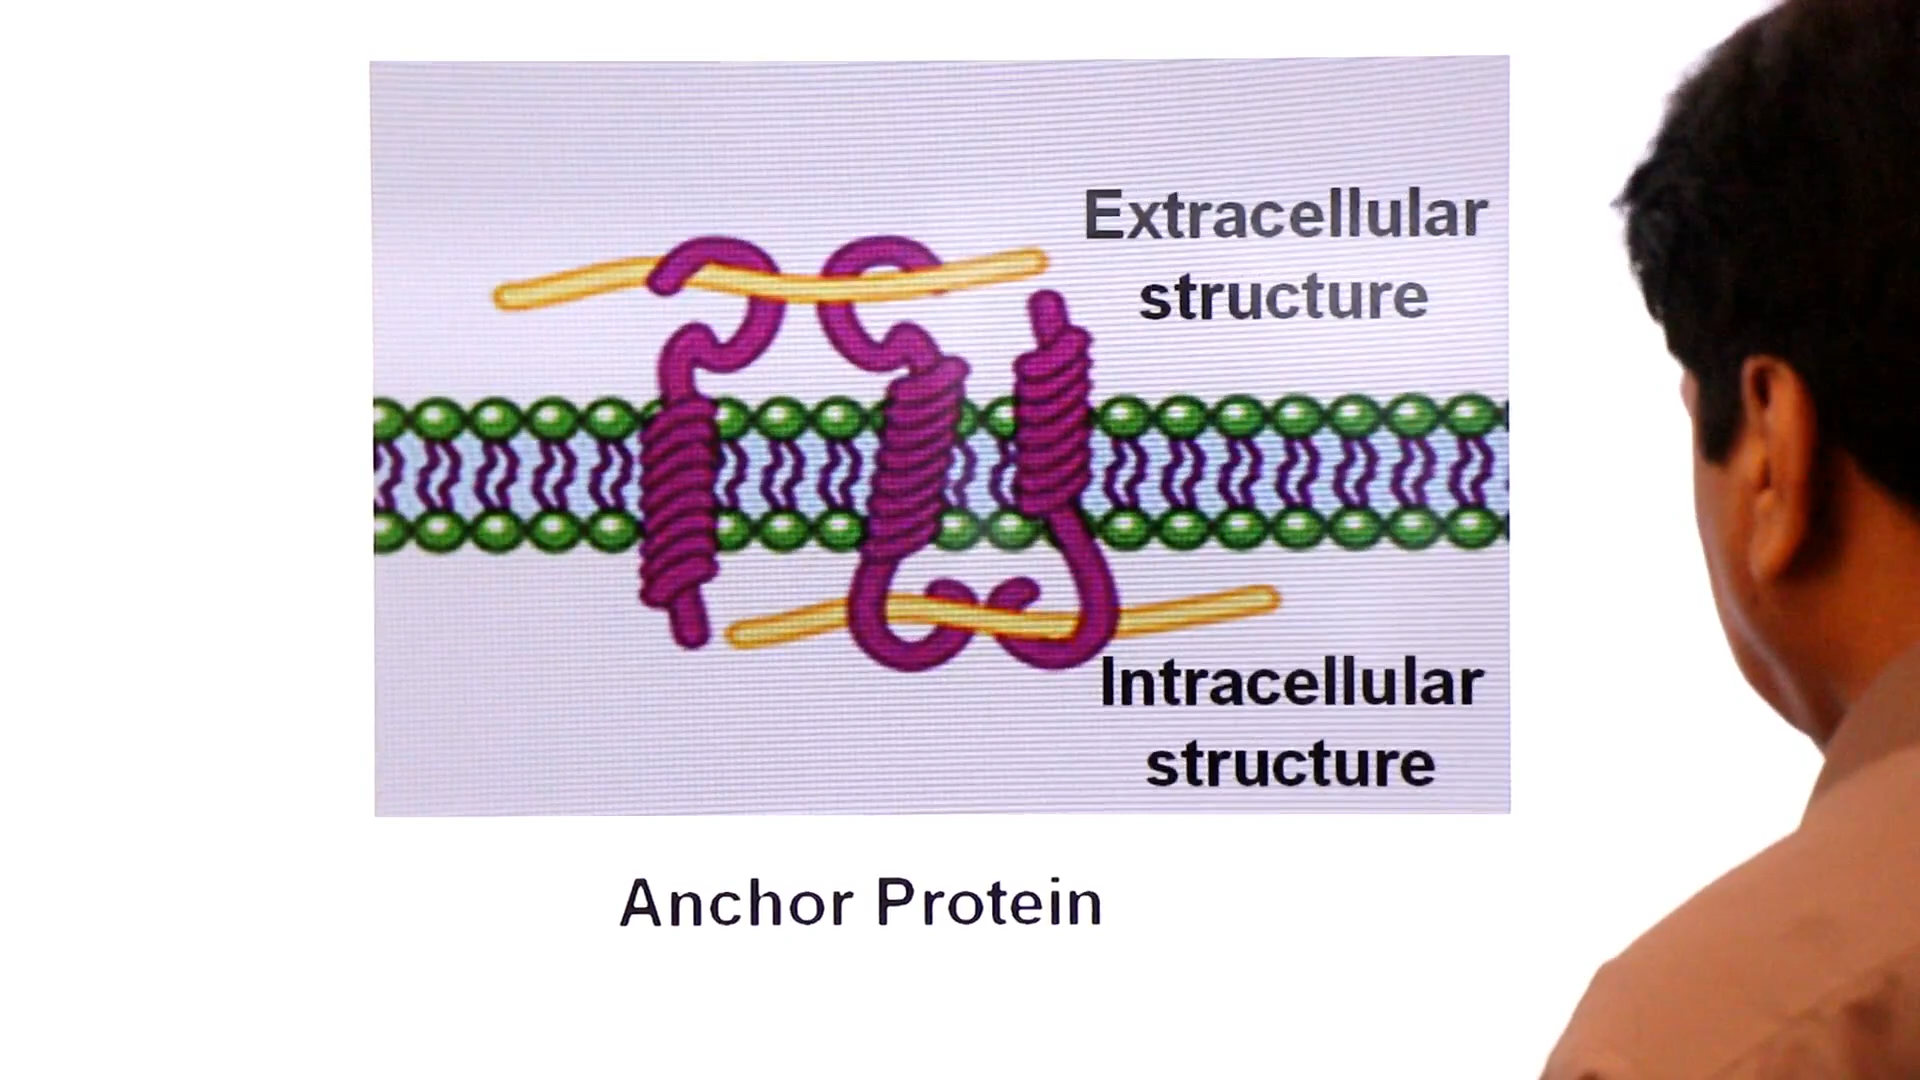 Extracellular
structure
Intracellular
structure
Anchor Protein